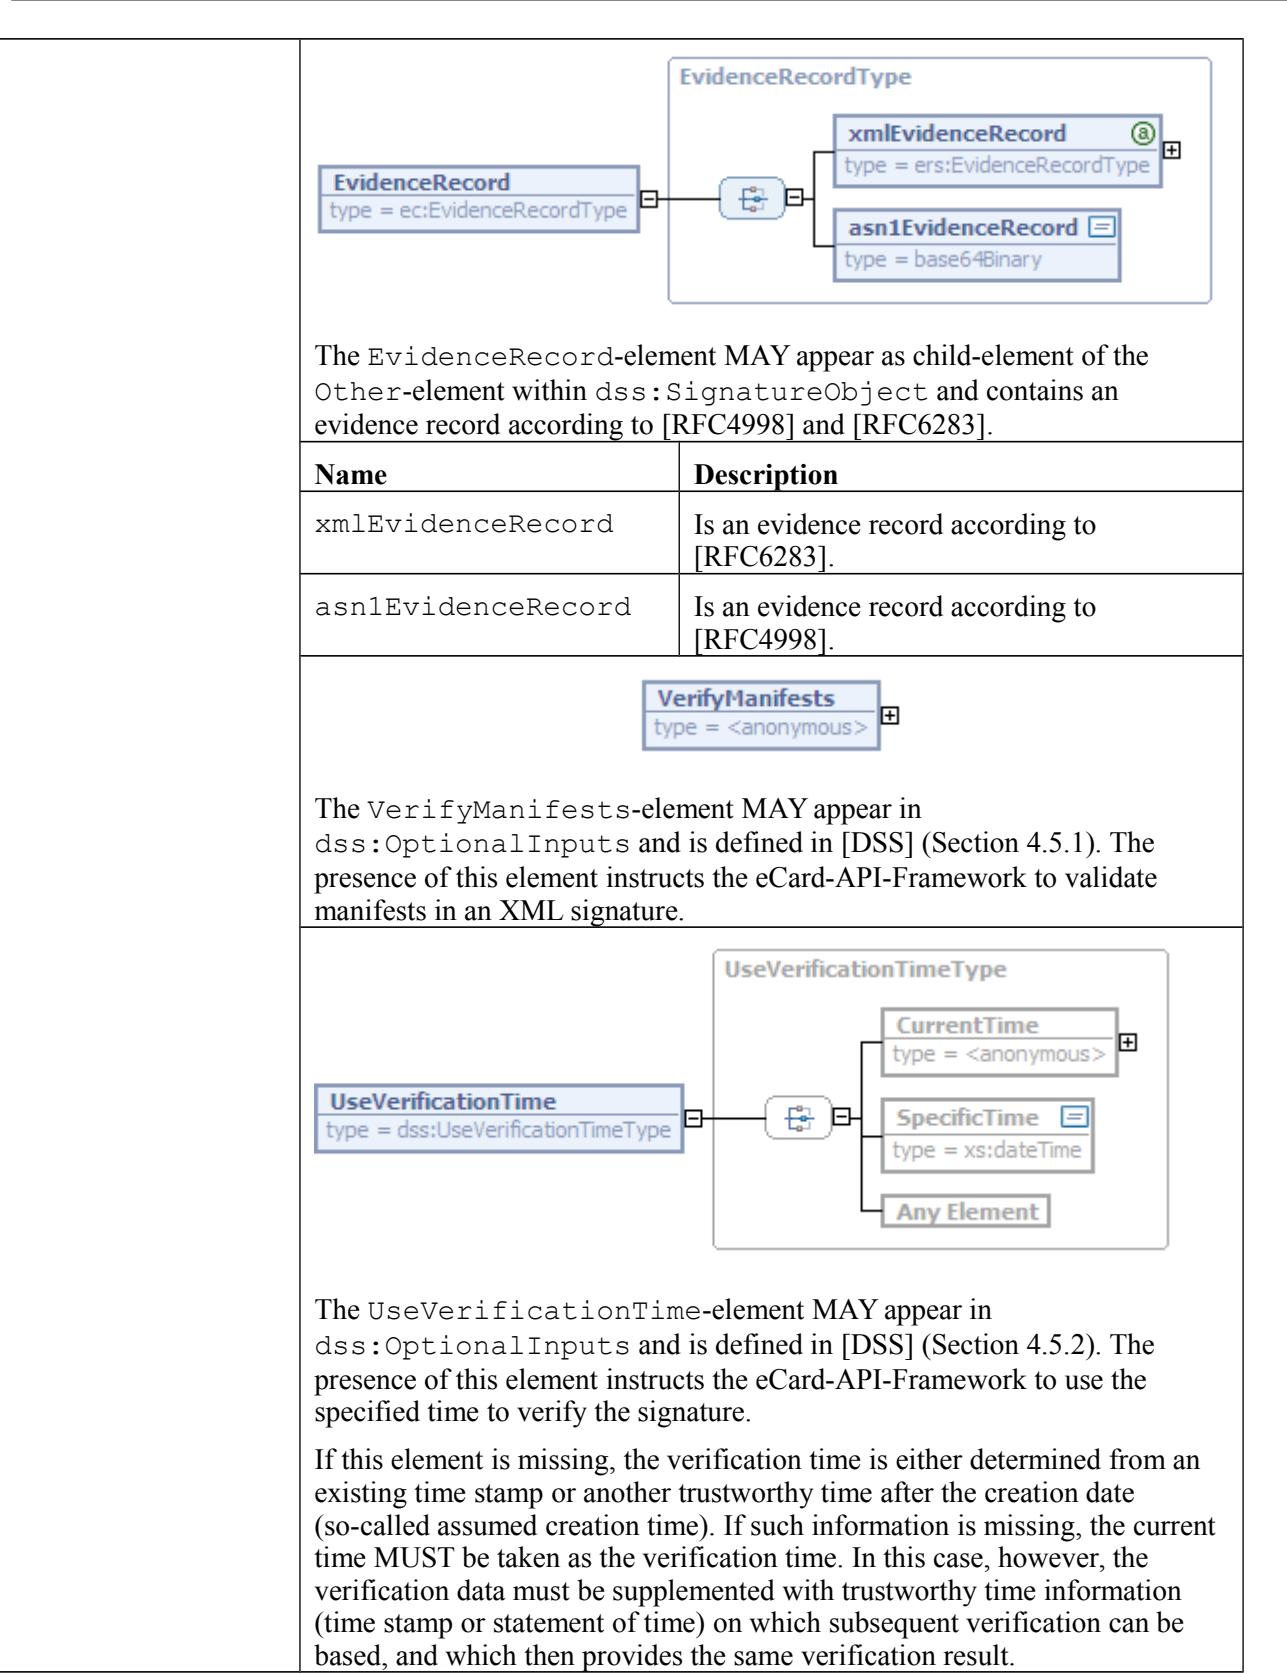 EvidenceRecordType
xmlEvidenceRecord
type = ers:EvidenceRecordType
EvidenceRecord
type = ec:EvidenceRecordType
asn1EvidenceRecord
type = base64Binary
The EvidenceRecord-element MAY appear as child-element of the
Other-element within dss:SignatureObject and contains an
evidence record according to [RFC4998] and [RFC6283].
Name Description
xmlEvidenceRecord Is an evidence record according to
[RFC6283].
asn1EvidenceRecord Is an evidence record according to
[RFC4998].
VerifyManifests
type = <anonymous>
The VerifyManifests-element MAY appear in
dss:OptionalInputs and is defined in [DSS] (Section 4.5.1). The
presence of this element instructs the eCard-API-Framework to validate
manifests in an XML signature.
UseVerificationTimeType
CurrentTime
type = <anonymous>
UseVerificationTime
type = dss:UseVerificationTimeType
SpecificTime
type = xs:dateTime
Any Element
The UseVerificationTime-element MAY appear in
dss:OptionalInputs and is defined in [DSS] (Section 4.5.2). The
presence of this element instructs the eCard-API-Framework to use the
specified time to verify the signature.
If this element is missing, the verification time is either determined from an
existing time stamp or another trustworthy time after the creation date
(so-called assumed creation time). If such information is missing, the current
time MUST be taken as the verification time. In this case, however, the
verification data must be supplemented with trustworthy time information
(time stamp or statement of time) on which subsequent verification can be
based, and which then provides the same verification result.